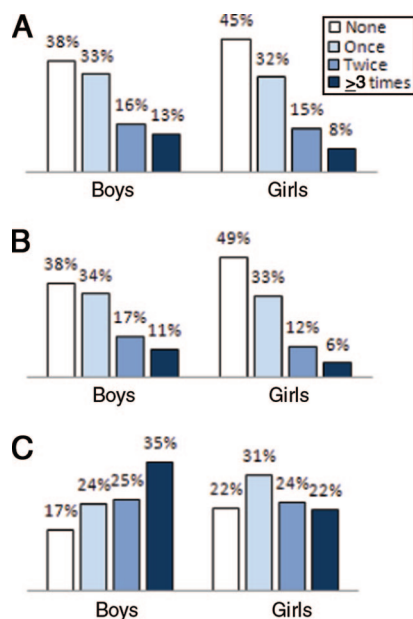 A
None
Once
Twice
≥3 times
38%
33%
16%
13%
45%
32%
15%
8%
Boys
Girls
B
38%
34%
17%
11%
49%
33%
12%
6%
Boys
Girls
C
17%
24%
25%
35%
22%
31%
24%
22%
Boys
Girls